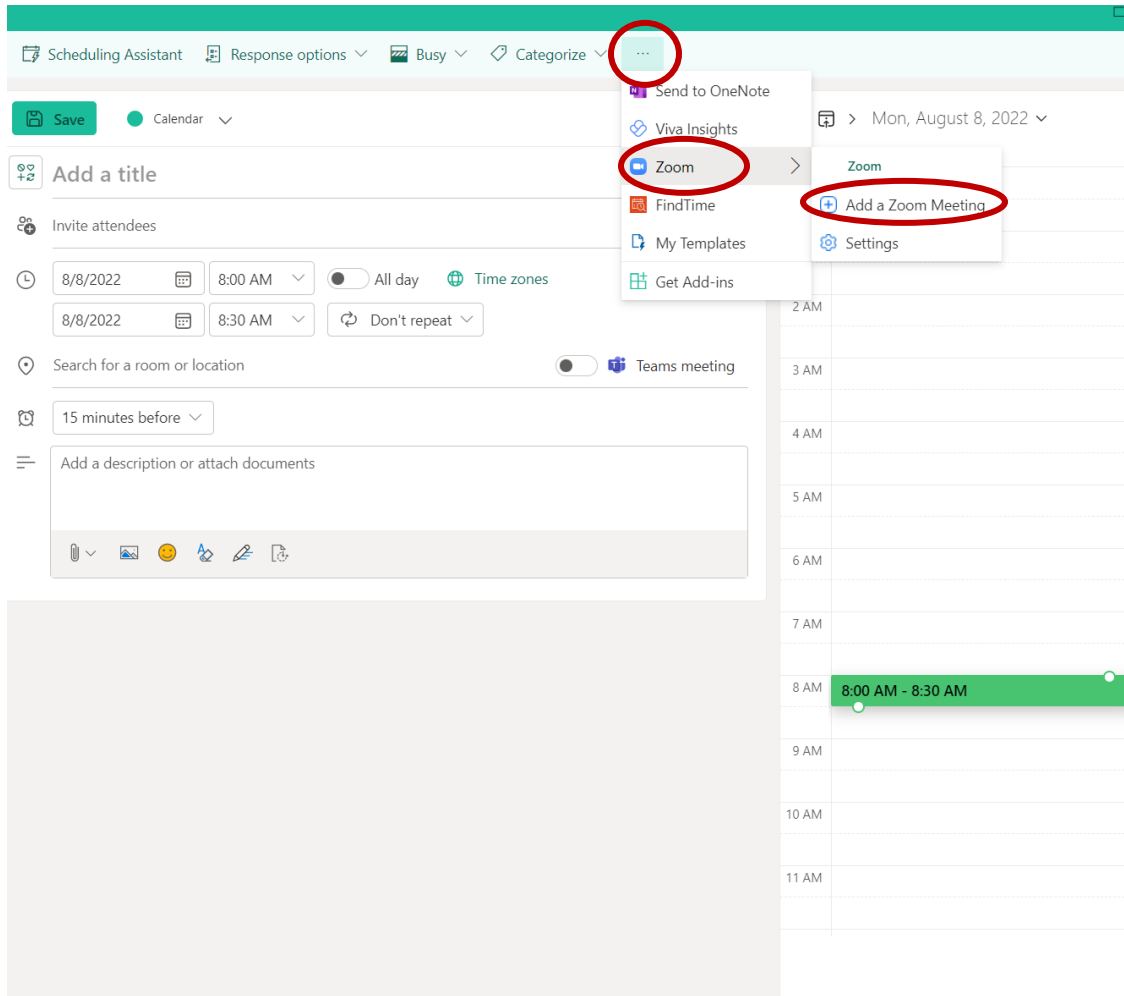 Scheduling Assistant Response options Busy Categorize ...
Send to OneNote
Save Calendar
Viva Insights
Mon, August 8, 2022
Zoom
Zoom
Add a title
Add a Zoom Meeting
FindTime
Invite attendees
My Templates
Settings
8/8/2022 8:00 AM All day Time zones
Get Add-ins
8/8/2022 8:30 AM Don't repeat
2 AM
Search for a room or location Teams meeting
3 AM
15 minutes before
4 AM
Add a description or attach documents
5 AM
6 AM
7 AM
8 AM 8:00 AM - 8:30 AM
9 AM
10 AM
11 AM